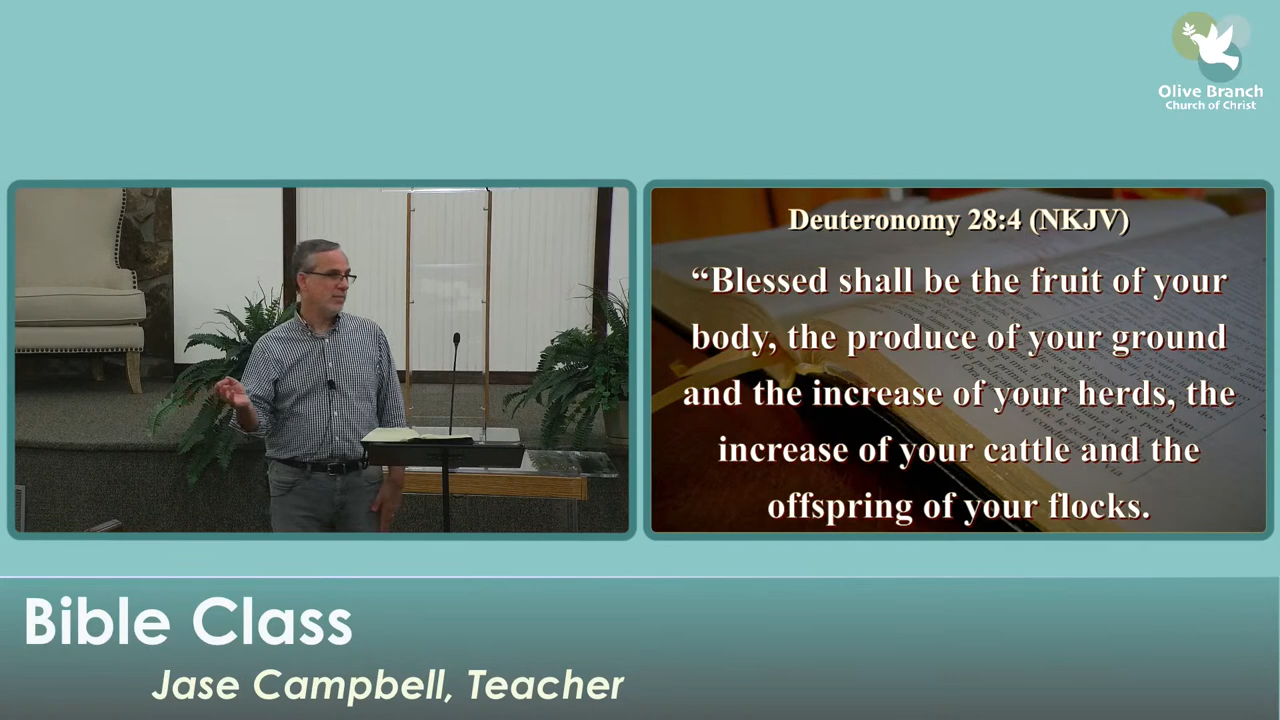 Olive Branch
Church of Christ
Deuteronomy 28:4 (NKJV)
“Blessed shall be the fruit of your
body, the produce of your ground
and the increase of your herds, the
increase of your cattle and the
offspring of your flocks.
Bible Class
Jase Campbell, Teacher